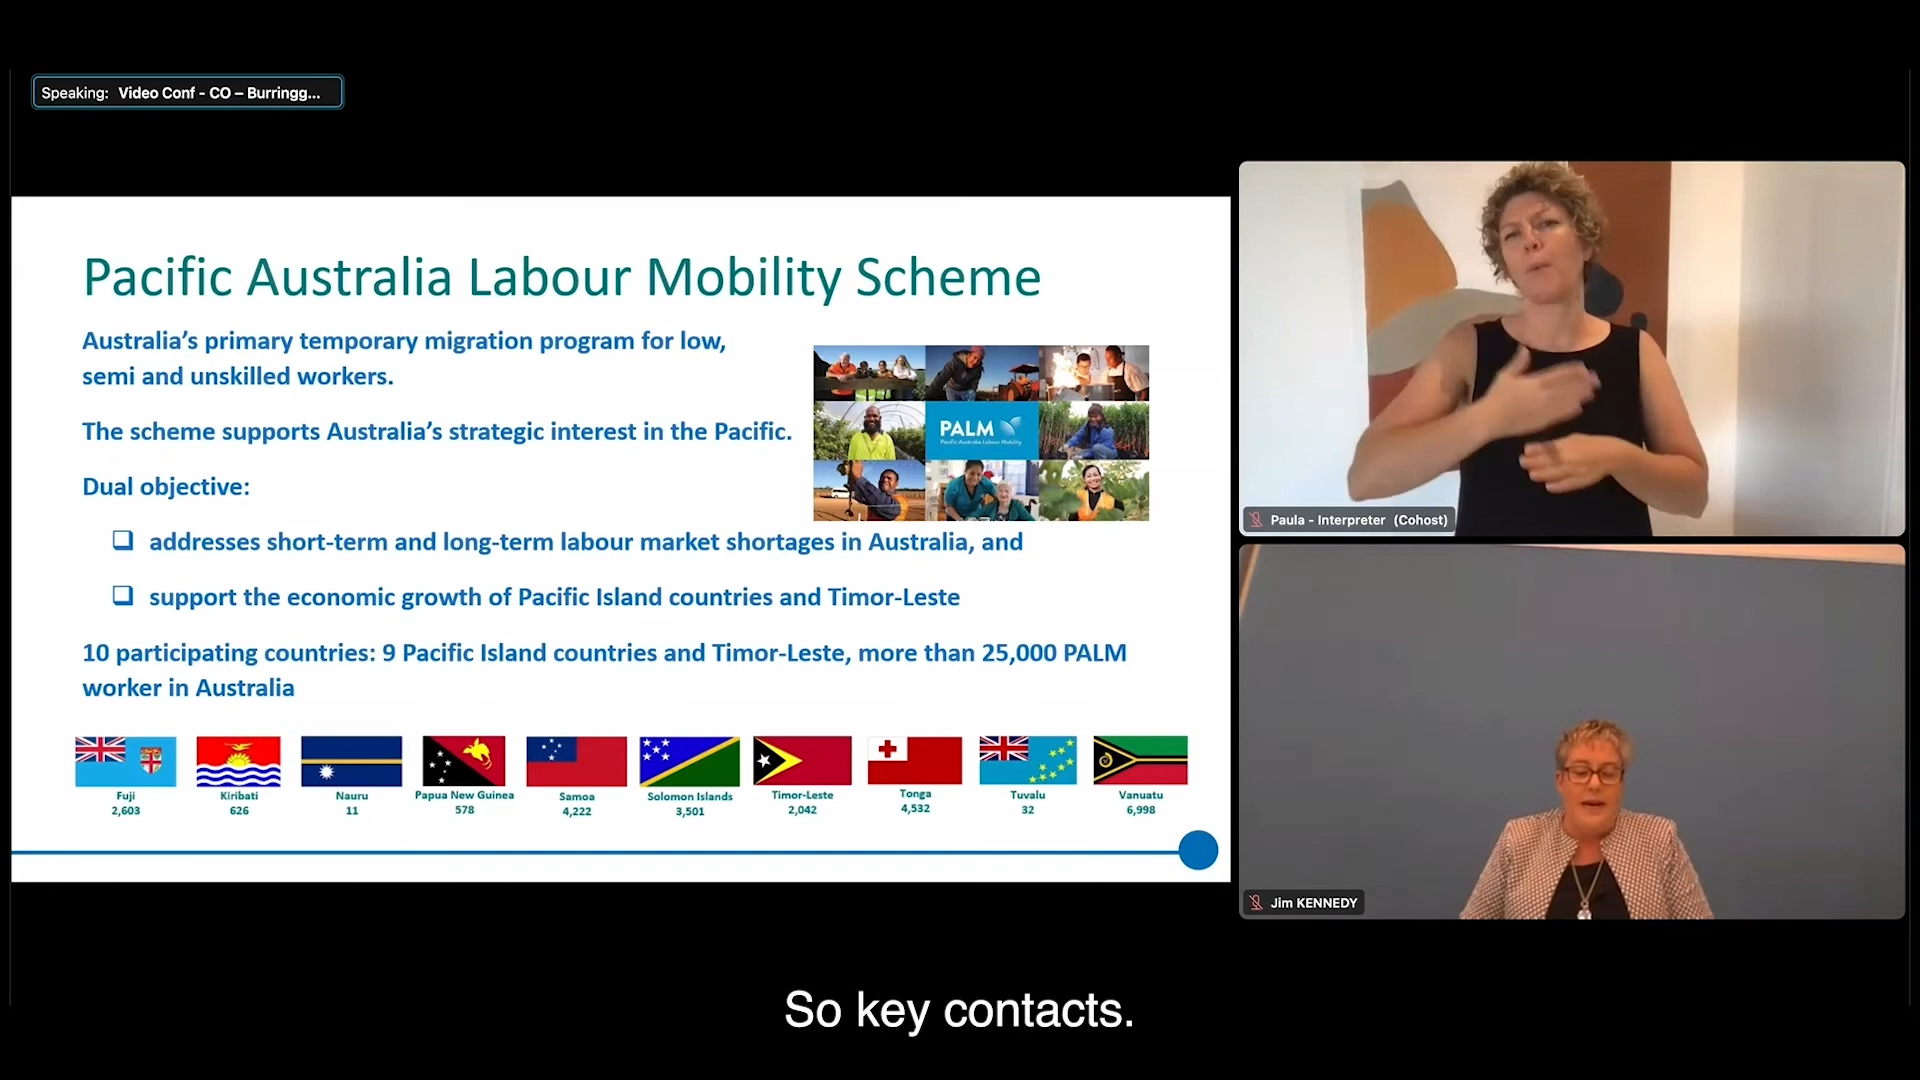 Speaking: Video Conf - CO – Burringg...
Pacific Australia Labour Mobility Scheme
Australia's primary temporary migration program for low,
semi and unskilled workers.
The scheme supports Australia's strategic interest in the Pacific.
PALM
Pacific Australia Labour Mobility
Dual objective:
addresses short-term and long-term labour market shortages in Australia, and
support the economic growth of Pacific Island countries and Timor-Leste
10 participating countries: 9 Pacific Island countries and Timor-Leste, more than 25,000 PALM
worker in Australia
Fuji Kiribati Nauru Papua New Guinea Samoa Solomon Islands Timor-Leste Tonga Tuvalu Vanuatu
2,603 626 11 578 4,222 3,501 2,042 4,532 32 6,998
Paula - Interpreter (Cohost)
Jim KENNEDY
So key contacts.